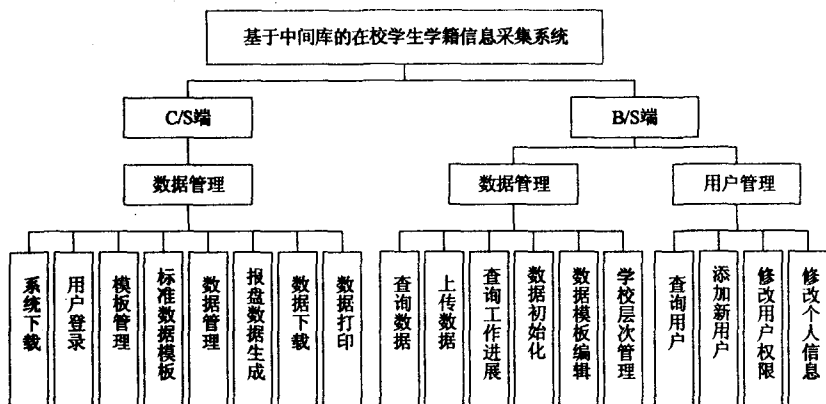 基于中间库的在校学生学籍信息采集系统
C/S端
B/S端
数据管理
数据管理
用户管理
系统下载
用户登录
模板管理
标准数据模板
数据管理
报盘数据生成
数据下载
数据打印
查询数据
上传数据
查询工作进展
数据初始化
数据模板编辑
学校层次管理
查询用户
添加新用户
修改用户权限
修改个人信息